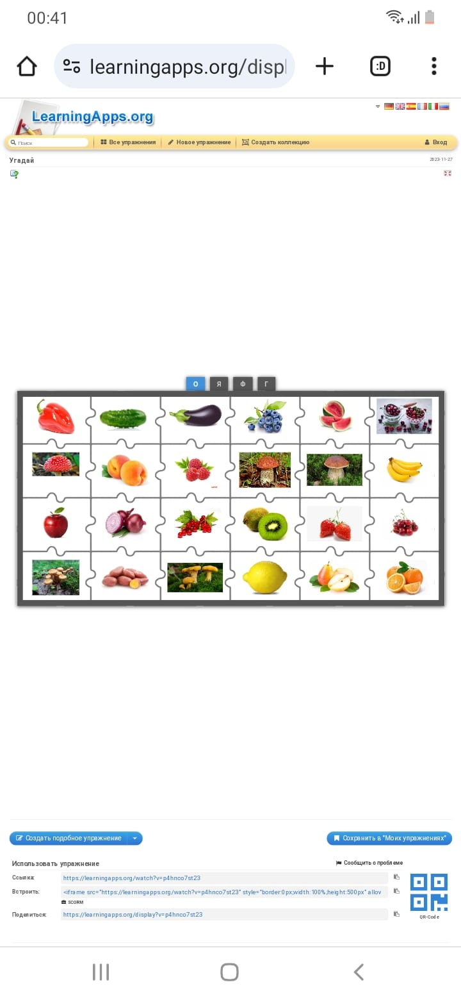 00:41
learningapps.org/displ
:D
LearningApps.org
Поиск
Все упражнения
Новое упражнение
Создать коллекцию
Вход
Угадай
2023-11-27
О Я Ф Г
Создать подобное упражнение
Сохранить в "Моих упражнениях"
Использовать упражнение
Сообщить о проблеме
Ссылка:
https://learningapps.org/watch?v=p4hnco7st23
Встроить:
<iframe src="https://learningapps.org/watch?v=p4hnco7st23" style="border:0px;width:100%;height:500px" allow
SCORM
Поделиться:
https://learningapps.org/display?v=p4hnco7st23
QR-Code